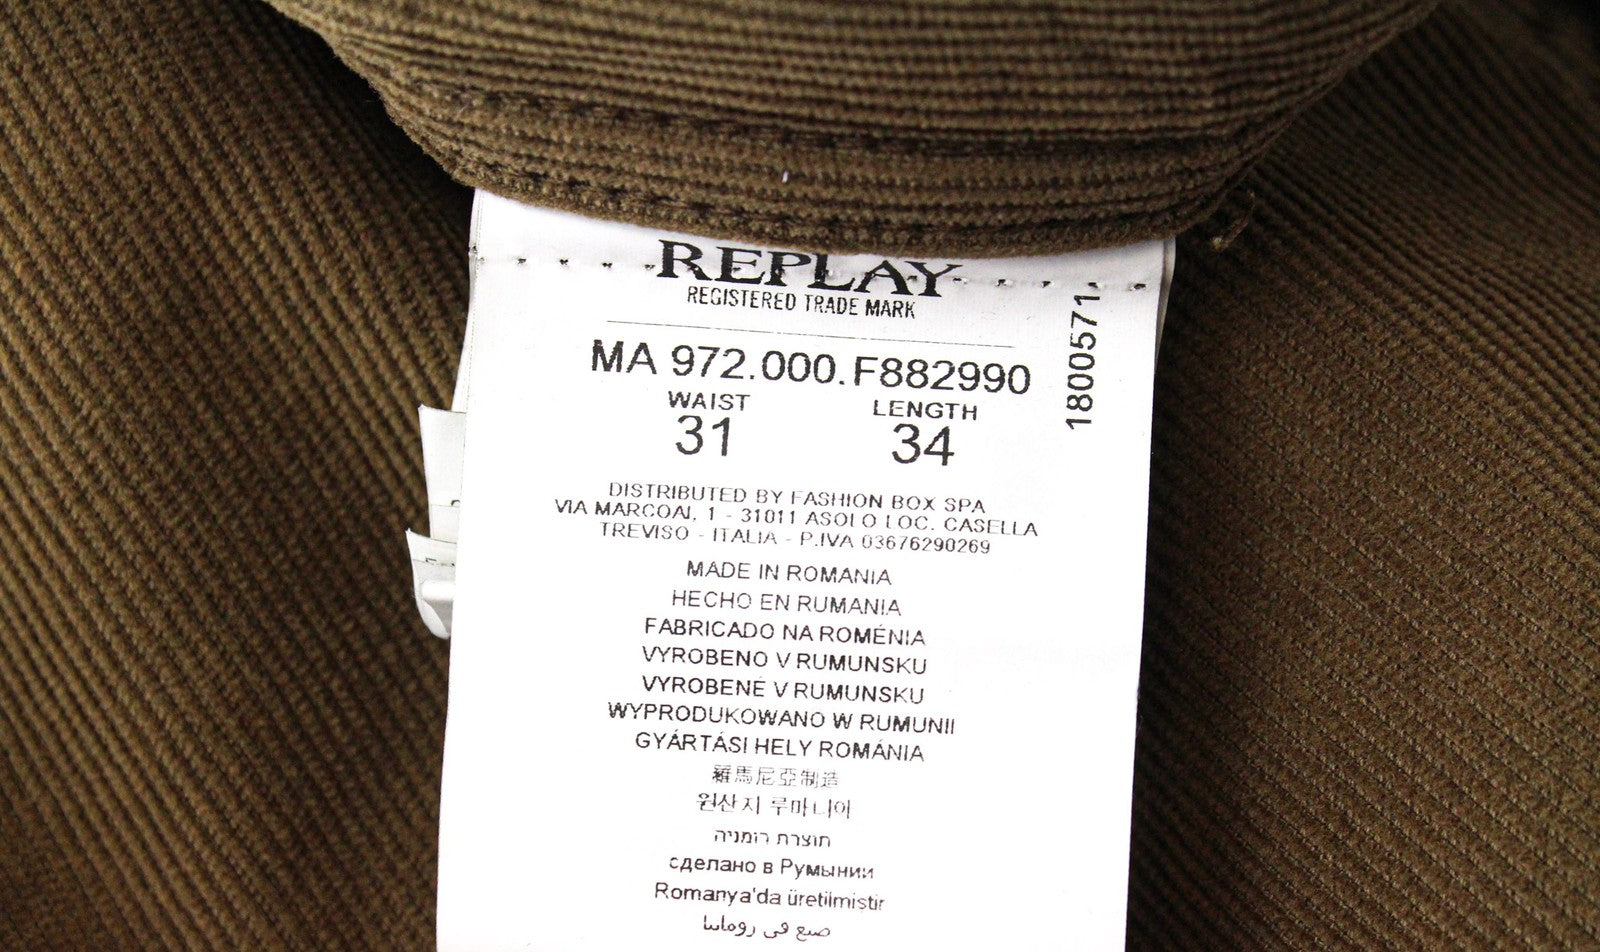 REPLAY
REGISTERED TRADE MARK
MA 972.000.F882990
WAIST LENGTH
31 34
1800571
DISTRIBUTED BY FASHION BOX SPA
VIA MARCOAI, 1 - 31011 ASOLO LOC. CASELLA
TREVISO - ITALIA - P.IVA 03676290269
MADE IN ROMANIA
HECHO EN RUMANIA
FABRICADO NA ROMÉNIA
VYROBENO V RUMUNSKU
VYROBENÉ V RUMUNSKU
WYPRODUKOWANO W RUMUNII
GYÁRTÁSI HELY ROMÁNIA
羅馬尼亞制造
원산지 루마니아
תוצרת רומניה
сделано в Румынии
Romanya'da üretilmistir
صنع في رومانيا